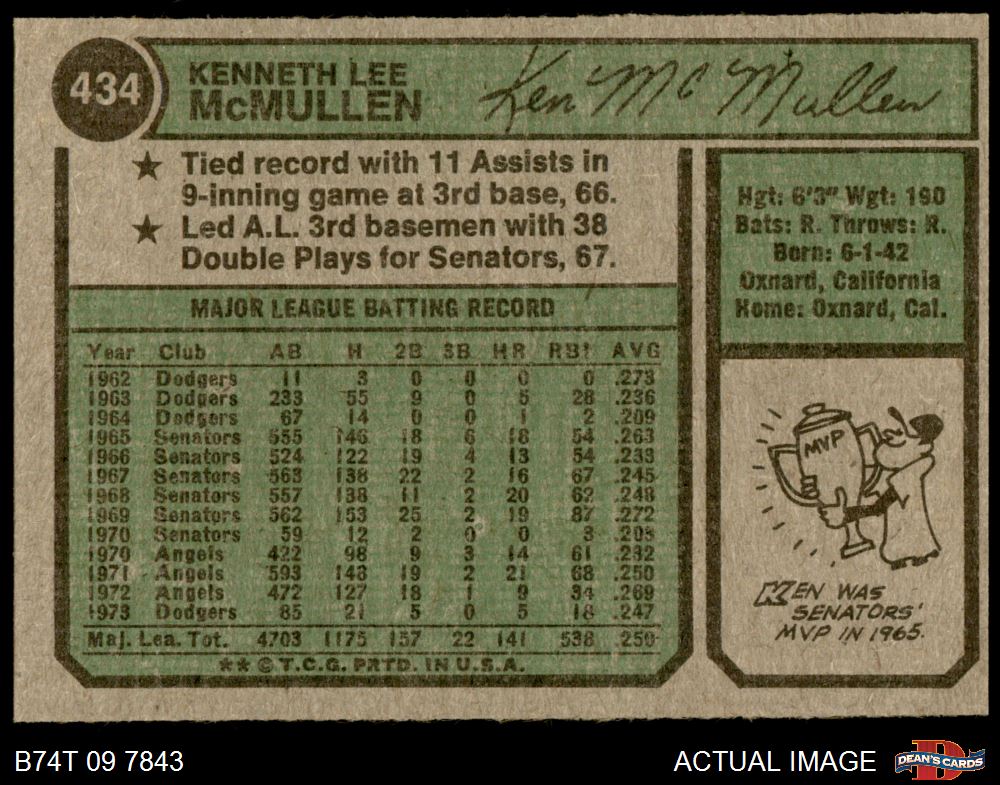 434
KENNETH LEE
McMULLEN
Ken McMullen
★ Tied record with 11 Assists in
9-inning game at 3rd base, 66.
★ Led A.L. 3rd basemen with 38
Double Plays for Senators, 67.
Hgt: 6'3" Wgt: 190
Bats: R. Throws: R.
Born: 6-1-42
Oxnard, California
Home: Oxnard, Cal.
MAJOR LEAGUE BATTING RECORD
Year Club AB H 2B 3B HR RBI AVG
1962 Dodgers 11 3 0 0 0 0 .273
1963 Dodgers 233 55 9 0 5 28 .236
1964 Dodgers 67 14 0 0 1 2 .209
1965 Senators 555 146 18 6 18 54 .263
1966 Senators 524 122 19 4 13 54 .233
1967 Senators 563 138 22 2 16 67 .245
1968 Senators 557 138 11 2 20 62 .248
1969 Senators 562 153 25 2 19 87 .272
1970 Senators 59 12 2 0 0 3 .203
1970 Angels 422 98 9 3 14 61 .232
1971 Angels 593 148 19 2 21 68 .250
1972 Angels 472 127 18 1 9 34 .269
1973 Dodgers 85 21 5 0 5 18 .247
Maj. Lea. Tot. 4703 1175 157 22 141 538 .250
** © T.C.G. PRTD. IN U.S.A.
MVP
KEN WAS
SENATORS'
MVP IN 1965.
B74T 09 7843
ACTUAL IMAGE
DEAN'S CARDS